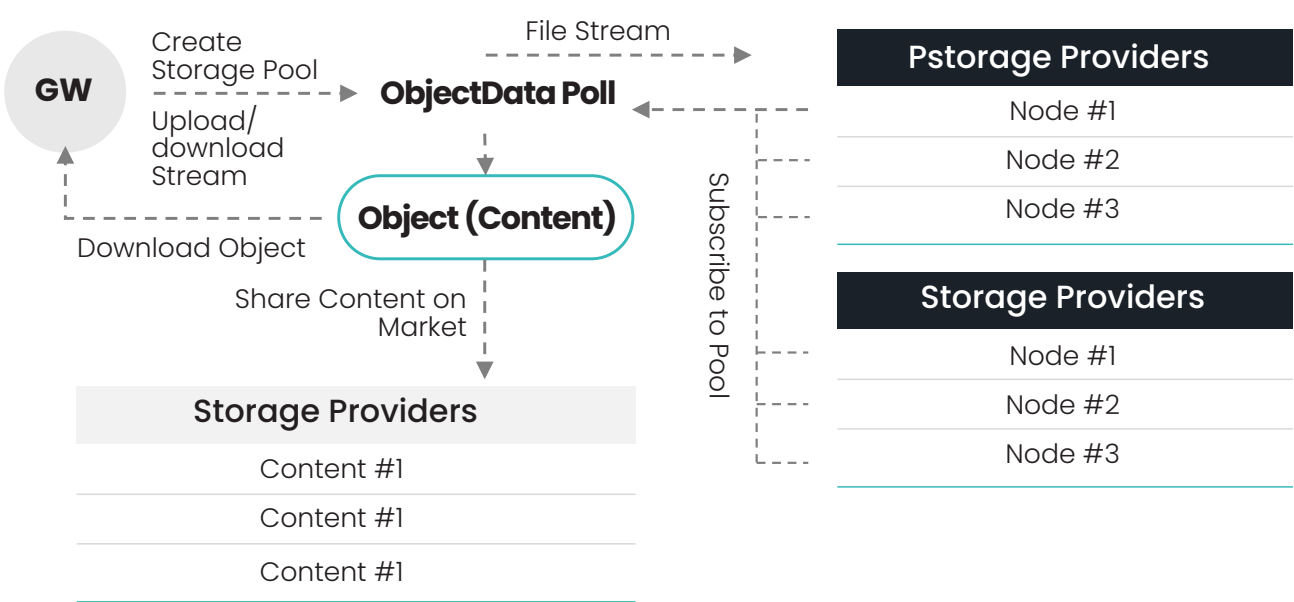 GW
Create
Storage Pool
Upload/
download
Stream
File Stream
ObjectData Poll
Object (Content)
Download Object
Share Content on
Market
Subscribe to Pool
Pstorage Providers
Node #1
Node #2
Node #3
Storage Providers
Node #1
Node #2
Node #3
Storage Providers
Content #1
Content #1
Content #1